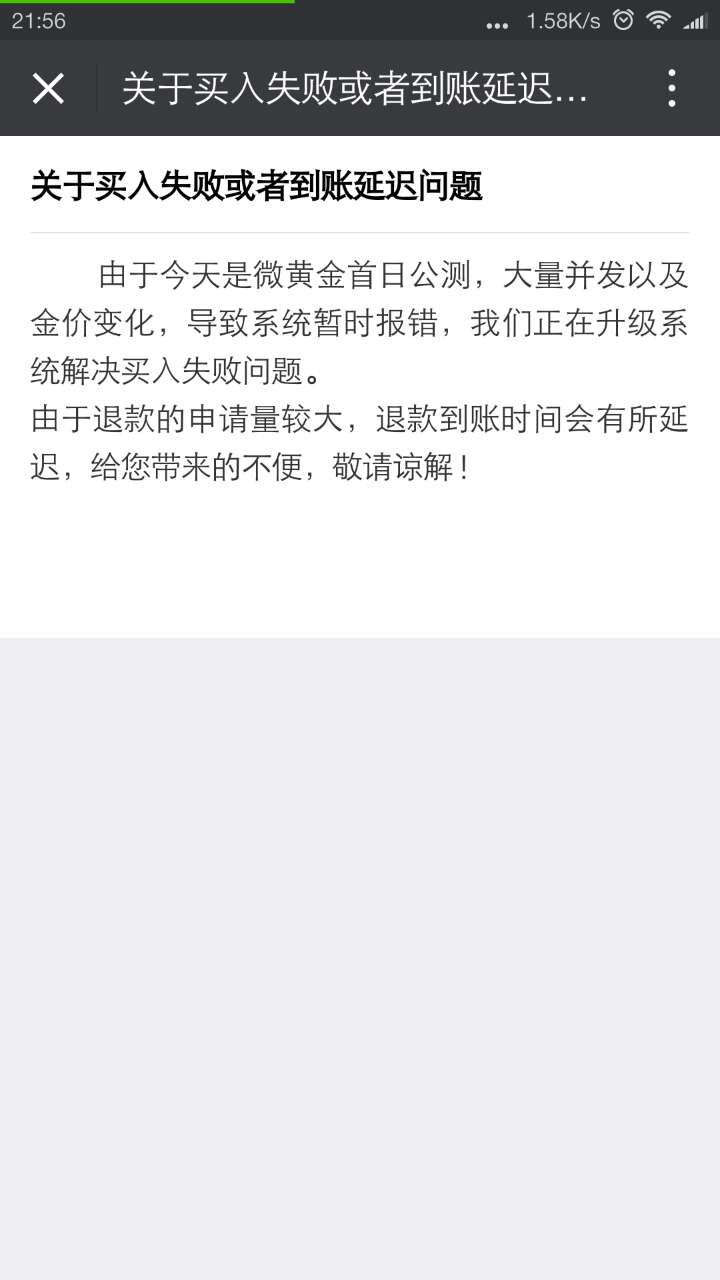 21:56
... 1.58K/s
关于买入失败或者到账延迟...
关于买入失败或者到账延迟问题
由于今天是微黄金首日公测，大量并发以及
金价变化，导致系统暂时报错，我们正在升级系
统解决买入失败问题。
由于退款的申请量较大，退款到账时间会有所延
迟，给您带来的不便，敬请谅解！